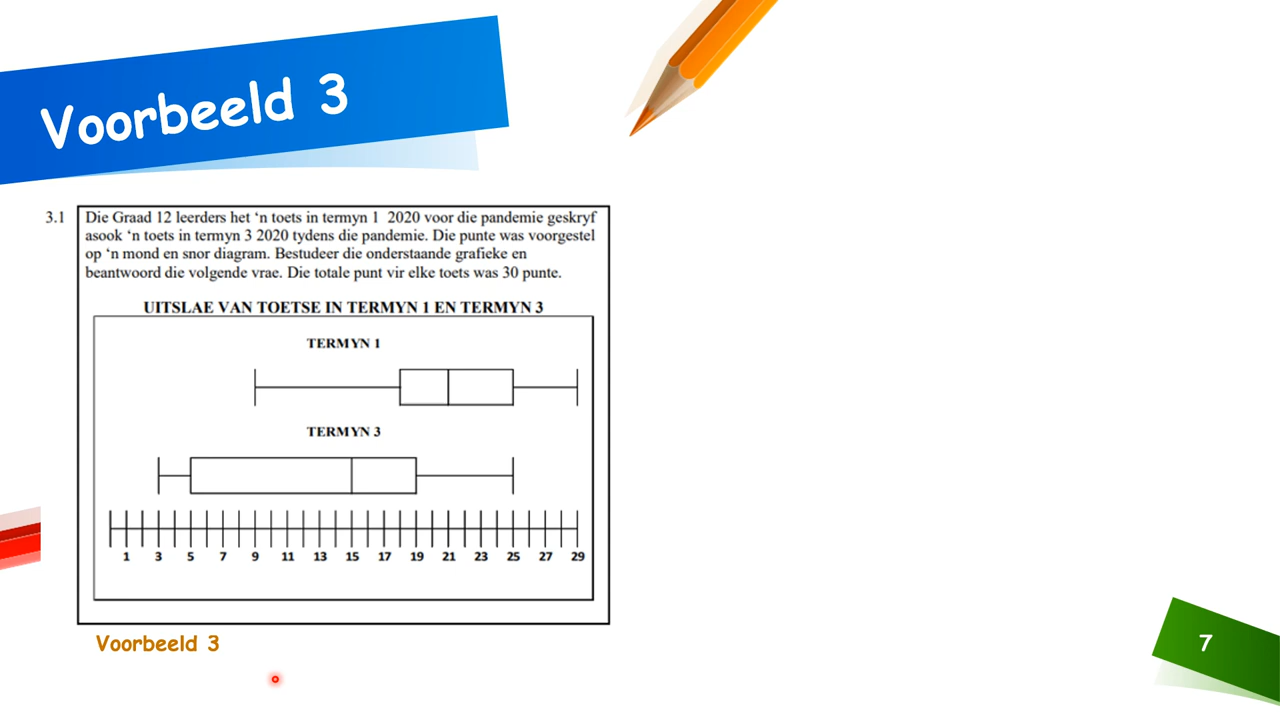 Voorbeeld 3
3.1 Die Graad 12 leerders het ‘n toets in termyn 1 2020 voor die pandemie geskryf
asook ‘n toets in termyn 3 2020 tydens die pandemie. Die punte was voorgestel
op ‘n mond en snor diagram. Bestudeer die onderstaande grafieke en
beantwoord die volgende vrae. Die totale punt vir elke toets was 30 punte.
UITSLAE VAN TOETSE IN TERMYN 1 EN TERMYN 3
TERMYN 1
TERMYN 3
1 3 5 7 9 11 13 15 17 19 21 23 25 27 29
Voorbeeld 3
7